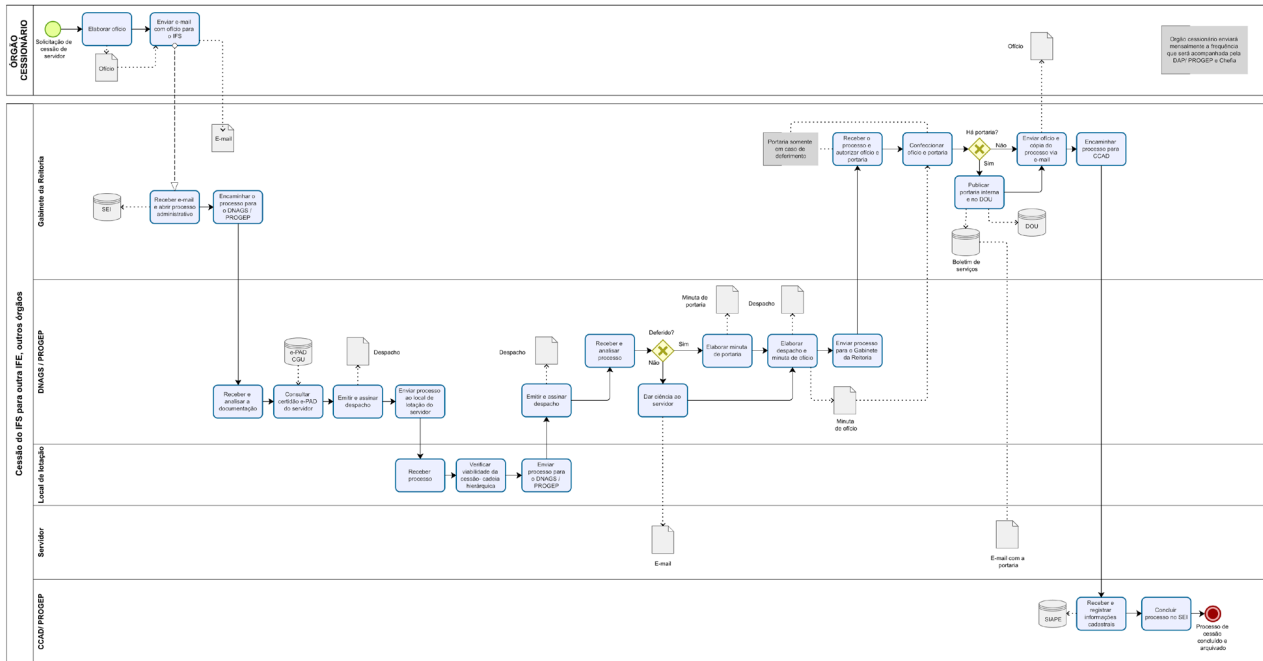 ÓRGÃO
CESSIONÁRIO
Solicitação de
cessão de
servidor
Elaborar ofício
Enviar e-mail
com ofício para
o IFS
Ofício
E-mail
Ofício
Orgão cessionário enviará
mensalmente a frequência
que será acompanhada pela
DAP/ PROGEP e Chefia
Cessão do IFS para outra IFE, outros órgãos
Gabinete da Reitoria
SEI
Receber e-mail
e abrir processo
administrativo
Encaminhar o
processo para
o DNAGS /
PROGEP
Portaria somente
em caso de
deferimento
Receber o
processo e
autorizar ofício e
portaria
Confeccionar
ofício e portaria
Há portaria?
Não
Sim
Enviar ofício e
cópia do
processo via
e-mail
Encaminhar
processo para
CCAD
Publicar
portaria interna
e no DOU
DOU
Boletim de
serviços
DNAGS / PROGEP
Receber e
analisar a
documentação
e-PAD
CGU
Consultar
certidão e-PAD
do servidor
Despacho
Emitir e assinar
despacho
Enviar processo
ao local de
lotação do
servidor
Despacho
Emitir e assinar
despacho
Receber e
analisar
processo
Deferido?
Sim
Não
Dar ciência ao
servidor
Minuta de
portaria
Elaborar minuta
de portaria
Despacho
Elaborar
despacho e
minuta de ofício
Enviar processo
para o Gabinete
da Reitoria
Minuta
de ofício
Local de lotação
Receber
processo
Verificar
viabilidade da
cessão- cadeia
hierárquica
Enviar
processo para
o DNAGS /
PROGEP
Servidor
E-mail
E-mail com a
portaria
CCAD/ PROGEP
SIAPE
Receber e
registrar
informações
cadastrais
Concluir
processo no SEI
Processo de
cessão
concluído e
arquivado